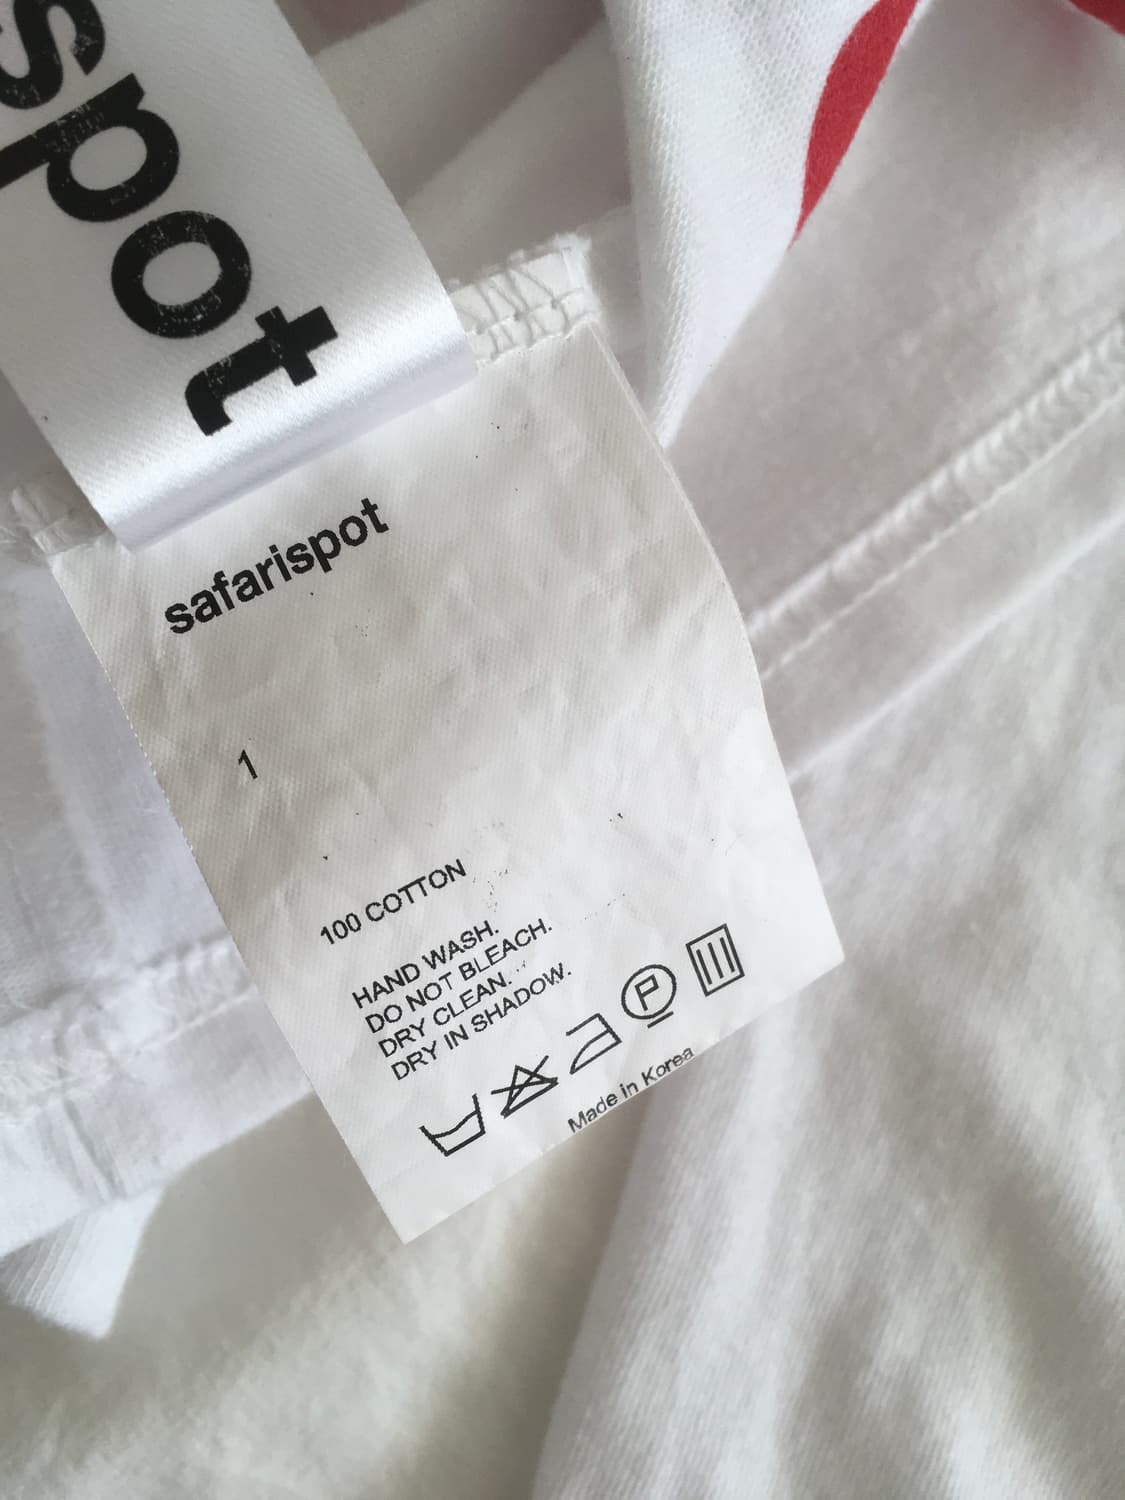 spot
safarispot
1
100 COTTON
HAND WASH.
DO NOT BLEACH.
DRY CLEAN.
DRY IN SHADOW.
P
Made in Korea